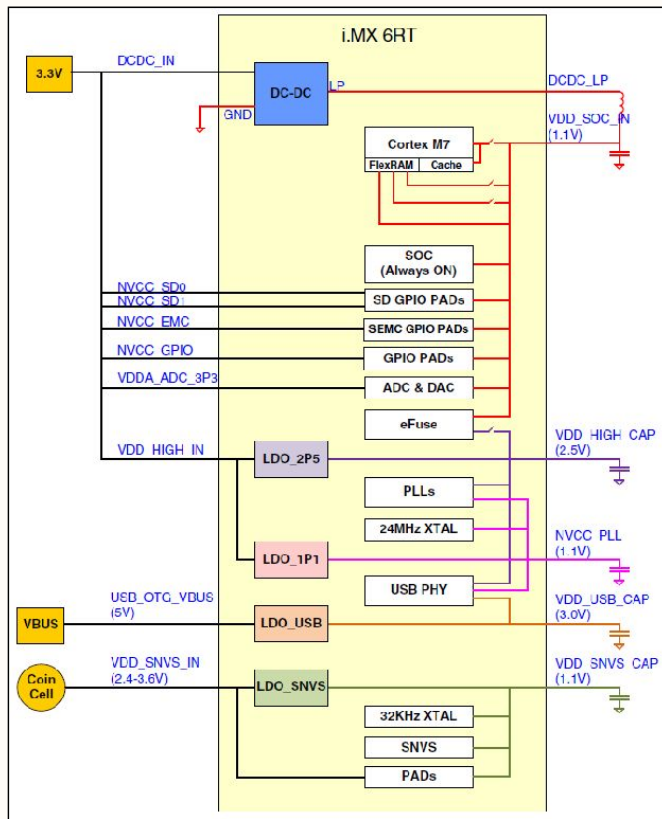 i.MX 6RT
DCDC_IN
3.3V
DC-DC
LP
GND
DCDC_LP
VDD_SOC_IN
(1.1V)
Cortex M7
FlexRAM
Cache
SOC
(Always ON)
NVCC_SD0
NVCC_SD1
SD GPIO PADs
NVCC_EMC
SEMC GPIO PADs
NVCC_GPIO
GPIO PADs
VDDA_ADC_3P3
ADC & DAC
eFuse
VDD_HIGH_IN
LDO_2P5
VDD_HIGH_CAP
(2.5V)
PLLs
24MHz XTAL
LDO_1P1
NVCC_PLL
(1.1V)
USB PHY
USB_OTG_VBUS
(5V)
VBUS
LDO_USB
VDD_USB_CAP
(3.0V)
VDD_SNVS_IN
(2.4-3.6V)
Coin
Cell
LDO_SNVS
VDD_SNVS_CAP
(1.1V)
32KHz XTAL
SNVS
PADs